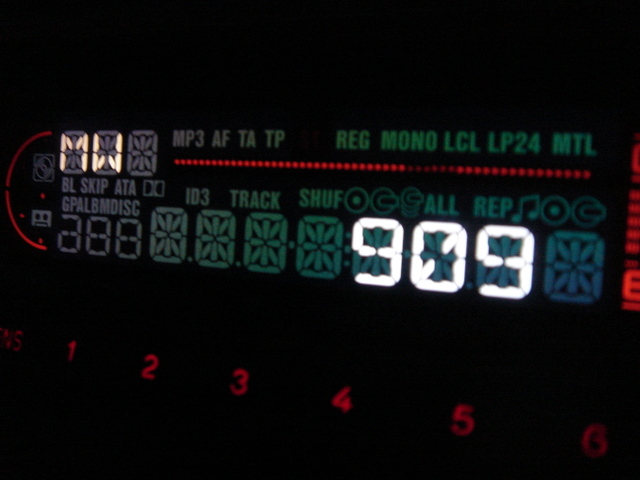 MW
MP3 AF TA TP REG MONO LCL LP24 MTL
BL SKIP ATA
ID3 TRACK SHUF ALL REP
GPALBMDISC
909
1 2 3 4 5 6